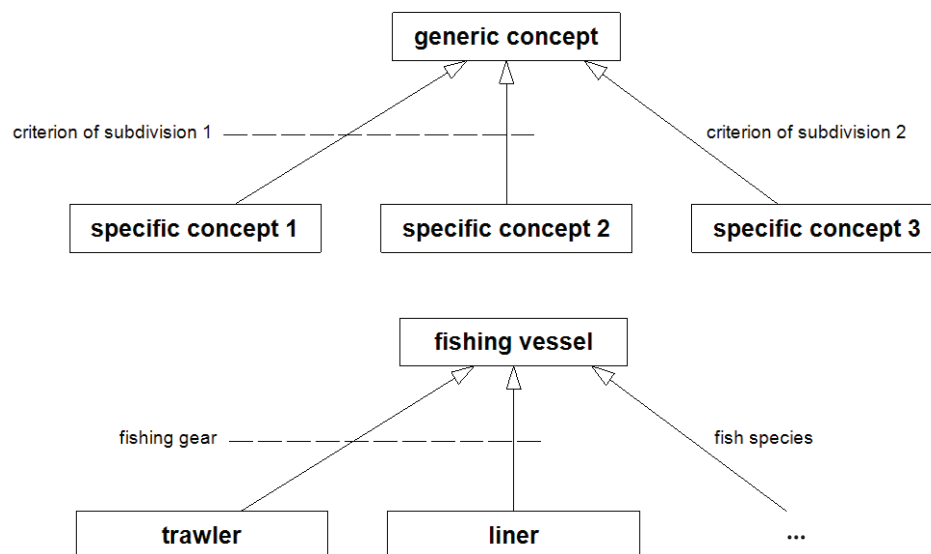 generic concept
criterion of subdivision 1
criterion of subdivision 2
specific concept 1
specific concept 2
specific concept 3
fishing vessel
fishing gear
fish species
trawler
liner
...